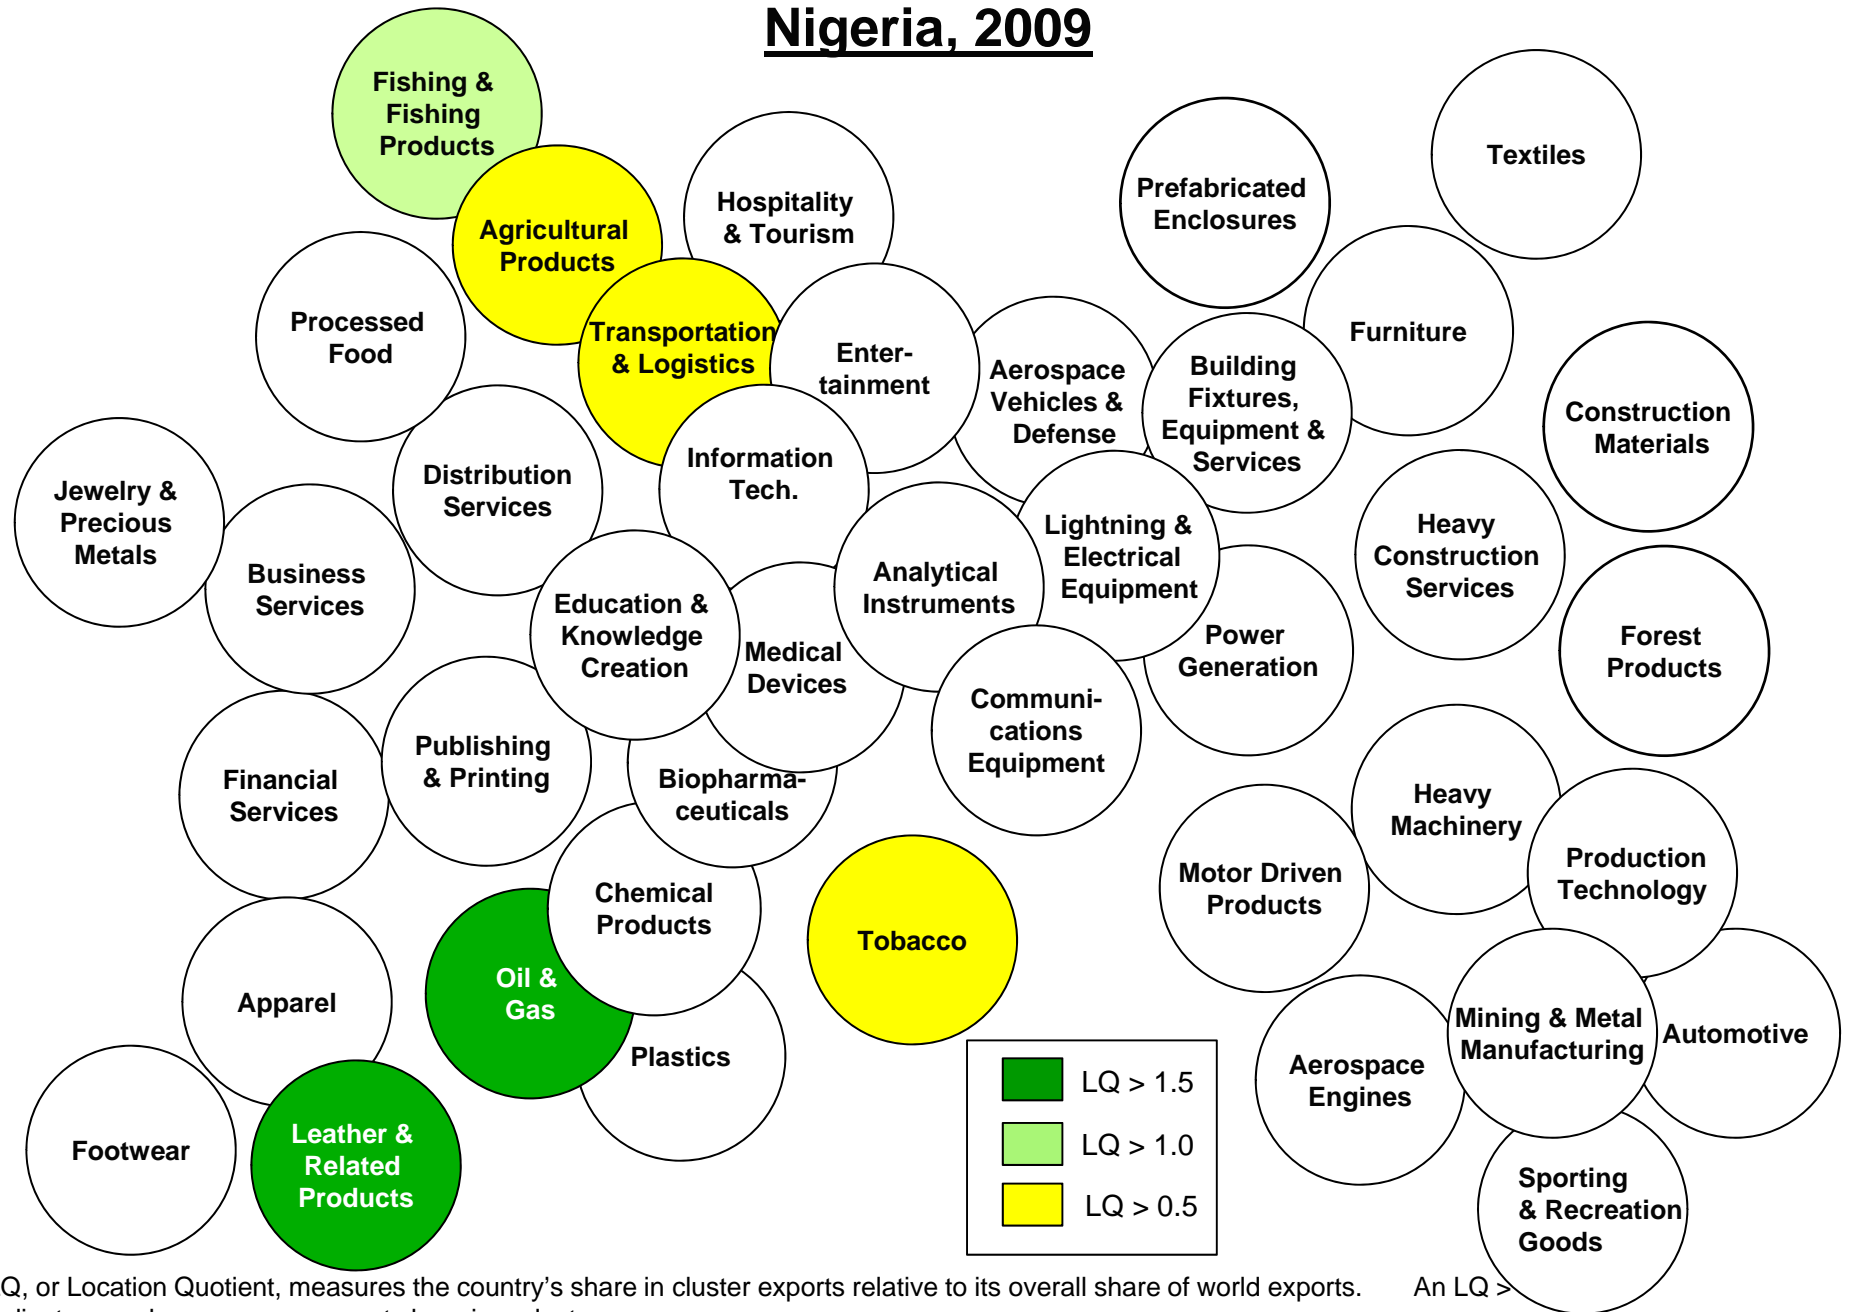 Nigeria, 2009
Fishing &
Fishing
Products
Agricultural
Products
Hospitality
& Tourism
Prefabricated
Enclosures
Textiles
Processed
Food
Transportation
& Logistics
Enter-
tainment
Aerospace
Vehicles &
Defense
Building
Fixtures,
Equipment &
Services
Furniture
Construction
Materials
Jewelry &
Precious
Metals
Distribution
Services
Information
Tech.
Business
Services
Education &
Knowledge
Creation
Medical
Devices
Analytical
Instruments
Lightning &
Electrical
Equipment
Power
Generation
Heavy
Construction
Services
Forest
Products
Financial
Services
Publishing
& Printing
Biopharma-
ceuticals
Communi-
cations
Equipment
Heavy
Machinery
Motor Driven
Products
Production
Technology
Chemical
Products
Tobacco
Oil &
Gas
Apparel
Plastics
Footwear
Leather &
Related
Products
Aerospace
Engines
Mining & Metal
Manufacturing
Automotive
Sporting
& Recreation
Goods
LQ > 1.5
LQ > 1.0
LQ > 0.5
Q, or Location Quotient, measures the country's share in cluster exports relative to its overall share of world exports. An LQ >